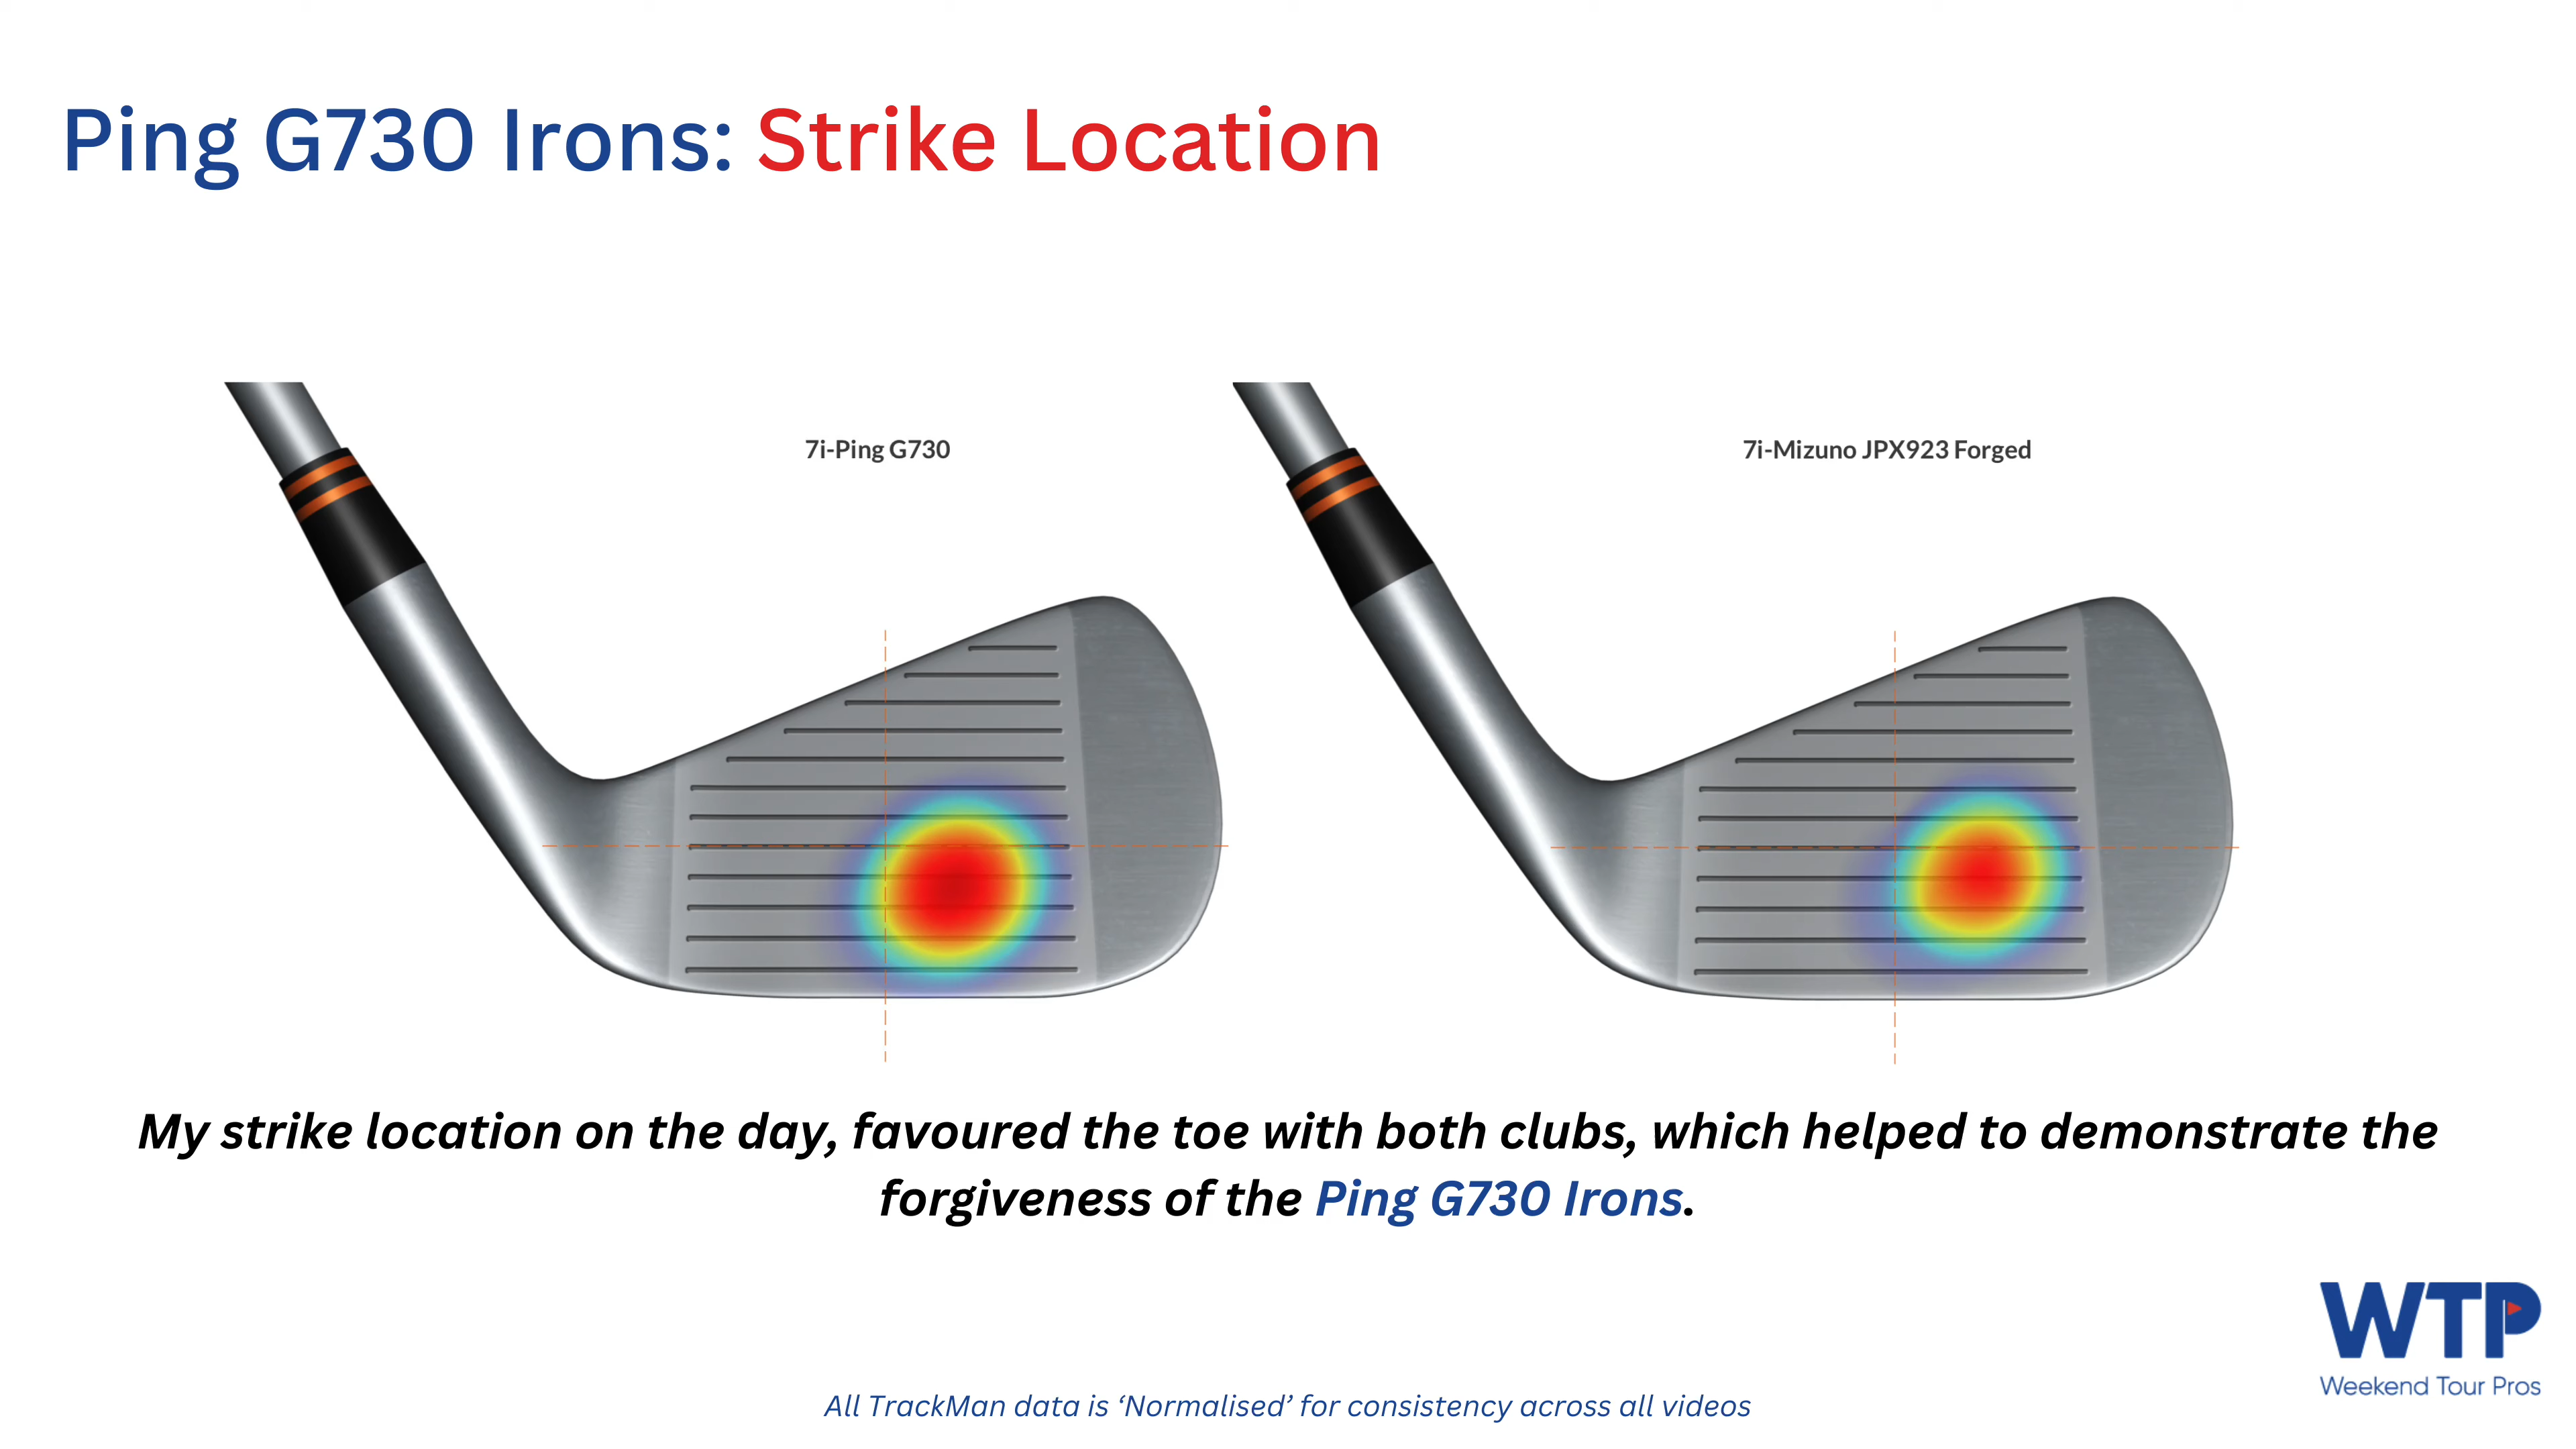 Ping G730 Irons: Strike Location
7i-Ping G730
7i-Mizuno JPX923 Forged
My strike location on the day, favoured the toe with both clubs, which helped to demonstrate the
forgiveness of the Ping G730 Irons.
WTP
Weekend Tour Pros
All TrackMan data is ‘Normalised’ for consistency across all videos